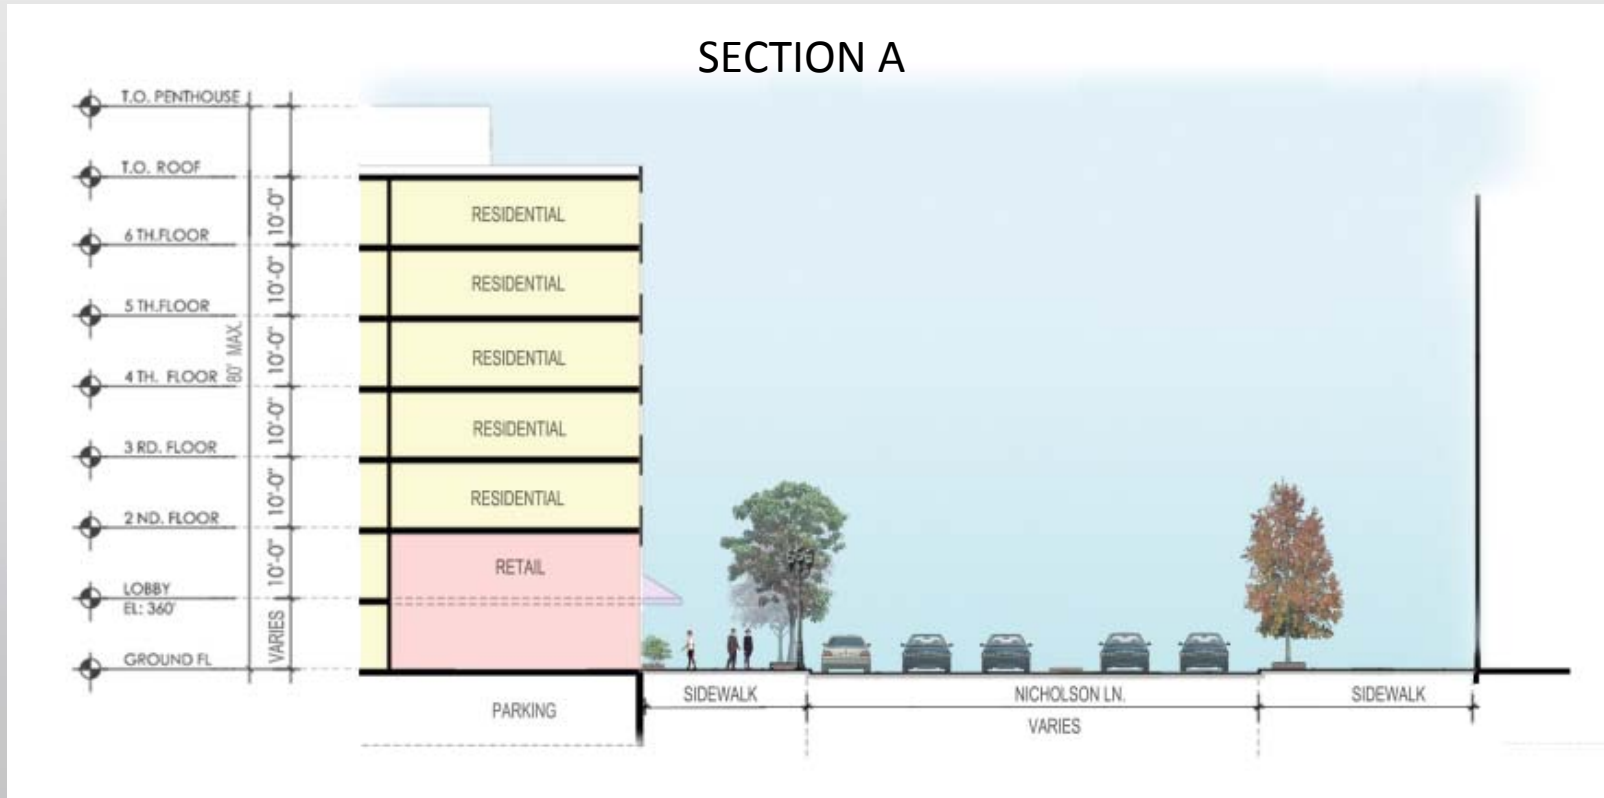 SECTION A
T.O. PENTHOUSE
T.O. ROOF
10'-0"
RESIDENTIAL
6 TH.FLOOR
10'-0"
RESIDENTIAL
5 TH.FLOOR
80' MAX.
10'-0"
RESIDENTIAL
4 TH. FLOOR
10'-0"
RESIDENTIAL
3 RD. FLOOR
10'-0"
RESIDENTIAL
2 ND. FLOOR
10'-0"
RETAIL
LOBBY
EL: 360'
VARIES
GROUND FL
PARKING
SIDEWALK
NICHOLSON LN.
SIDEWALK
VARIES